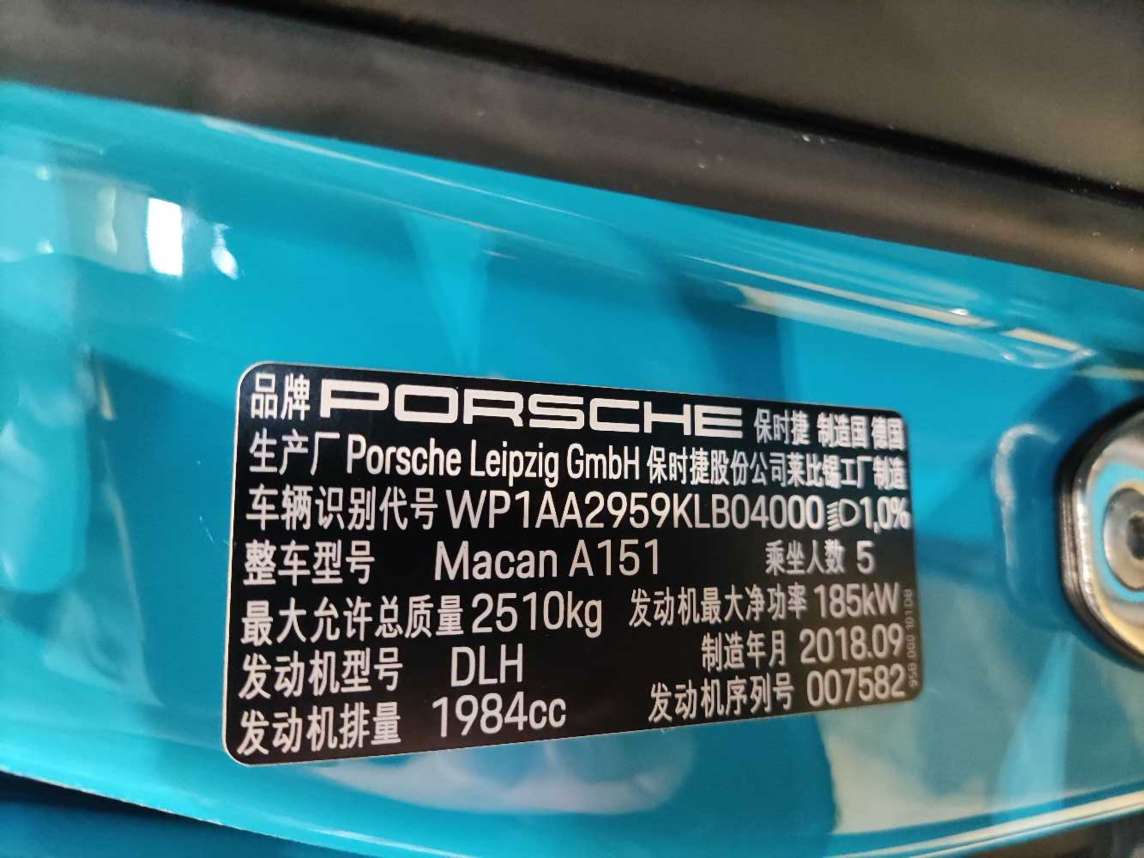 品牌 PORSCHE 保时捷 制造国 德国
生产厂 Porsche Leipzig GmbH 保时捷股份公司莱比锡工厂制造
车辆识别代号 WP1AA2959KLB04000 1,0%
整车型号 Macan A151 乘坐人数 5
最大允许总质量 2510kg 发动机最大净功率 185kW
发动机型号 DLH 制造年月 2018.09
发动机排量 1984cc 发动机序列号 007582